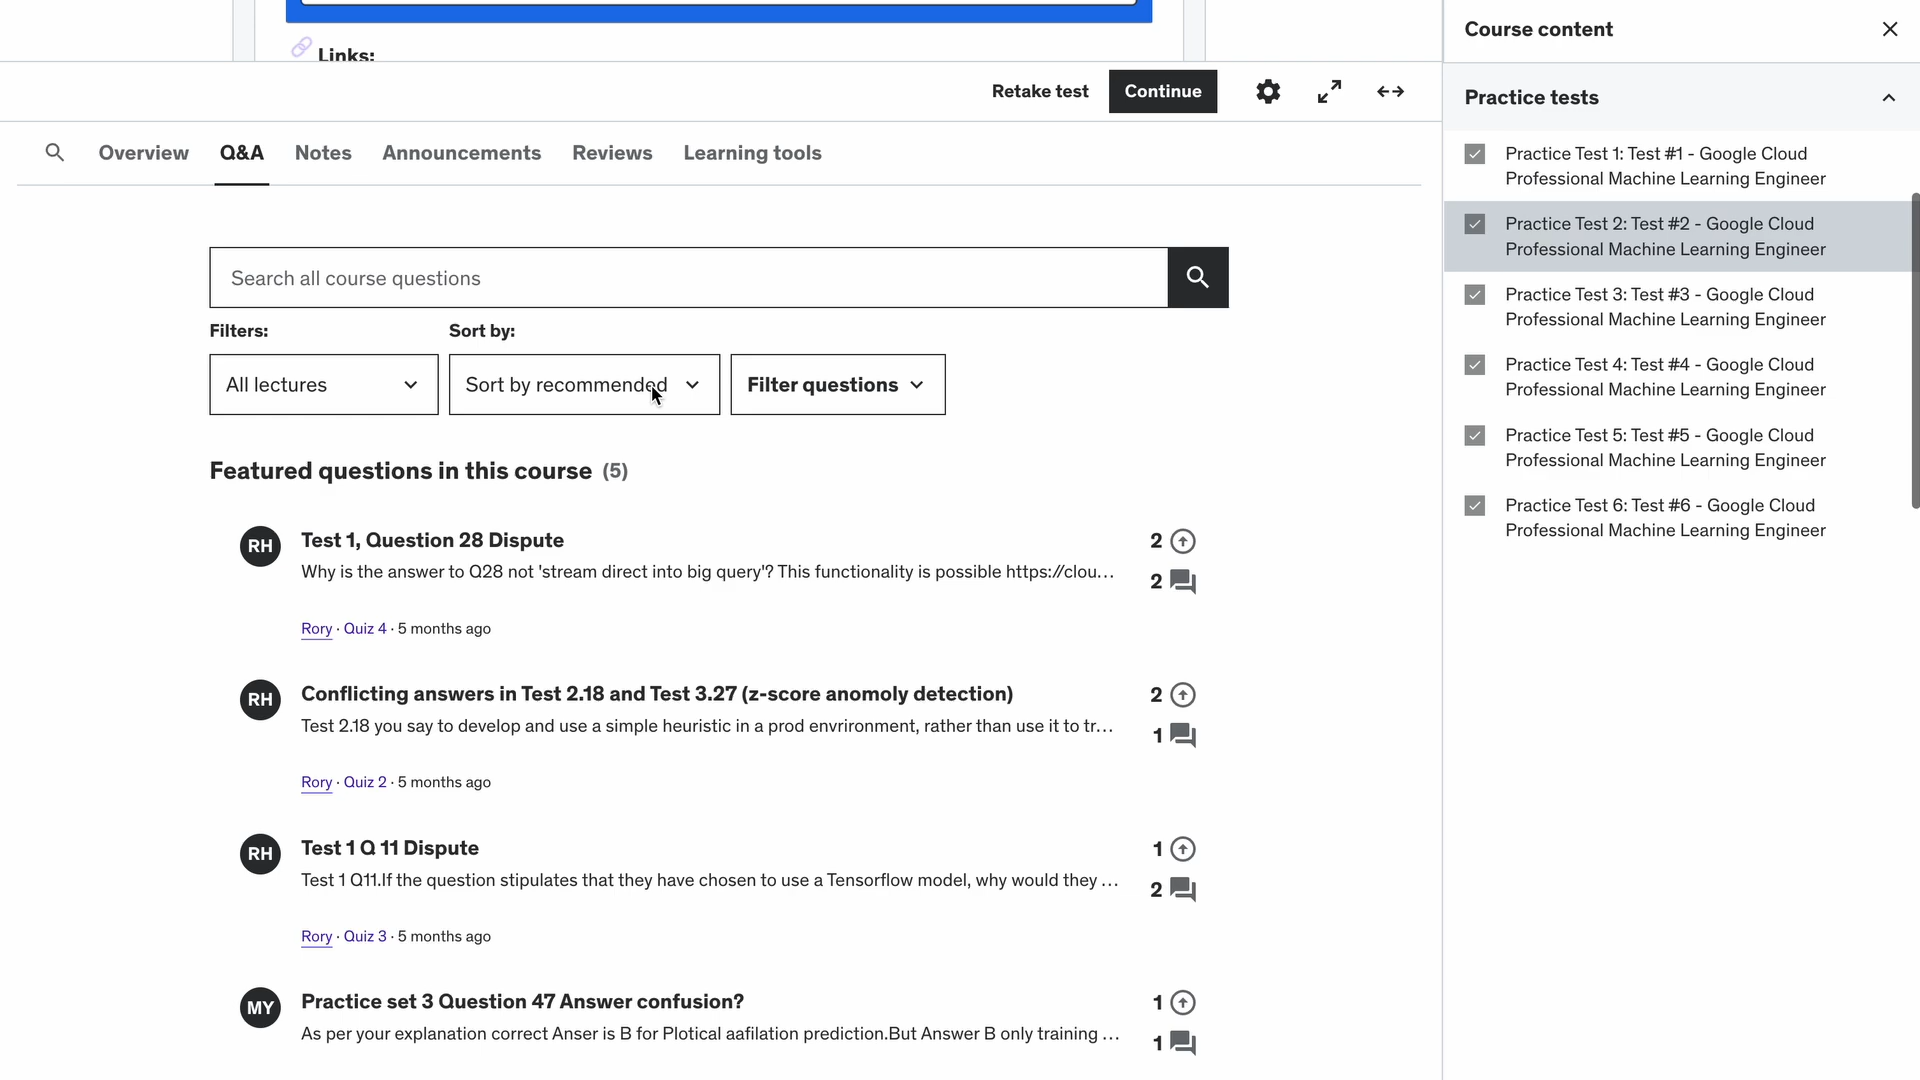 Links:
Retake test
Continue
Overview
Q&A
Notes
Announcements
Reviews
Learning tools
Search all course questions
Filters:
Sort by:
All lectures
Sort by recommended
Filter questions
Featured questions in this course (5)
RH
Test 1, Question 28 Dispute
2
Why is the answer to Q28 not 'stream direct into big query'? This functionality is possible https://clou...
2
Rory · Quiz 4 · 5 months ago
RH
Conflicting answers in Test 2.18 and Test 3.27 (z-score anomoly detection)
2
Test 2.18 you say to develop and use a simple heuristic in a prod envrironment, rather than use it to tr...
1
Rory · Quiz 2 · 5 months ago
RH
Test 1 Q 11 Dispute
1
Test 1 Q11.If the question stipulates that they have chosen to use a Tensorflow model, why would they ...
2
Rory · Quiz 3 · 5 months ago
MY
Practice set 3 Question 47 Answer confusion?
1
As per your explanation correct Anser is B for Plotical aafilation prediction.But Answer B only training ...
1
Course content
Practice tests
Practice Test 1: Test #1 - Google Cloud
Professional Machine Learning Engineer
Practice Test 2: Test #2 - Google Cloud
Professional Machine Learning Engineer
Practice Test 3: Test #3 - Google Cloud
Professional Machine Learning Engineer
Practice Test 4: Test #4 - Google Cloud
Professional Machine Learning Engineer
Practice Test 5: Test #5 - Google Cloud
Professional Machine Learning Engineer
Practice Test 6: Test #6 - Google Cloud
Professional Machine Learning Engineer